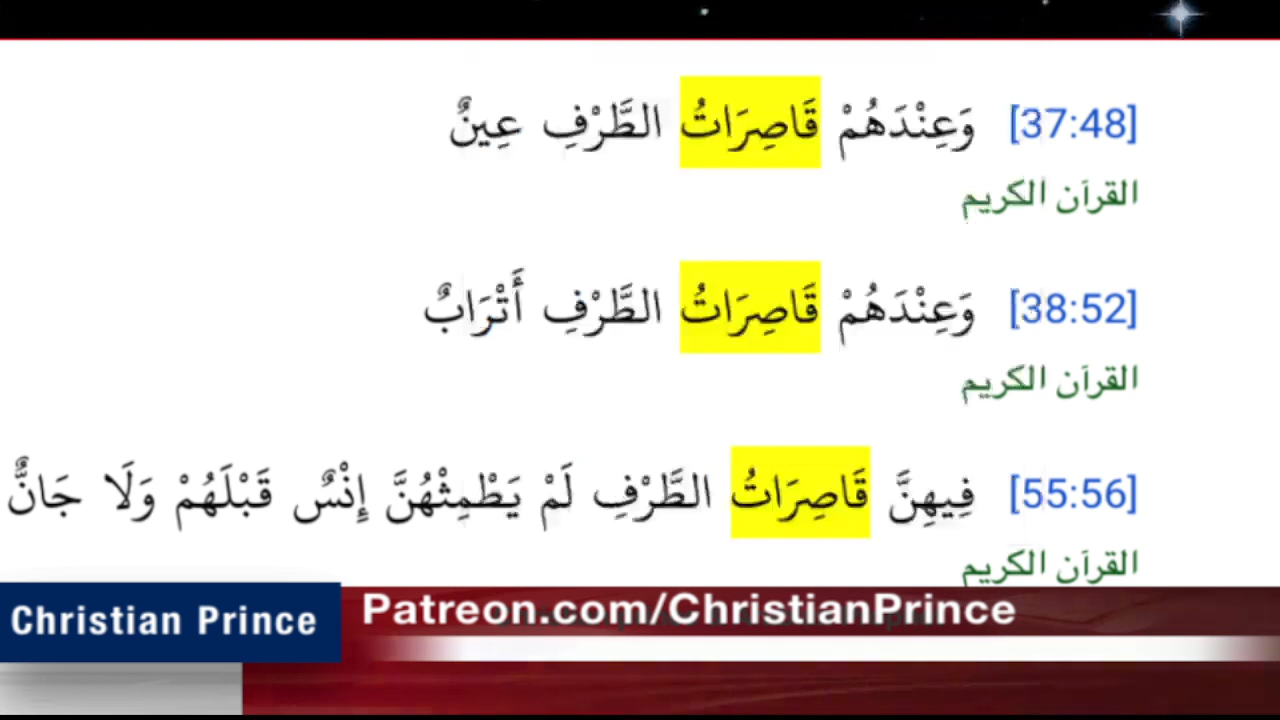 [37:48] وَعِنْدَهُمْ قَاصِرَاتُ الطَّرْفِ عِينٌ
القرآن الكريم
[38:52] وَعِنْدَهُمْ قَاصِرَاتُ الطَّرْفِ أَتْرَابٌ
القرآن الكريم
[55:56] فِيهِنَّ قَاصِرَاتُ الطَّرْفِ لَمْ يَطْمِثْهُنَّ إِنْسٌ قَبْلَهُمْ وَلَا جَانٌّ
القرآن الكريم
Christian Prince
Patreon.com/ChristianPrince